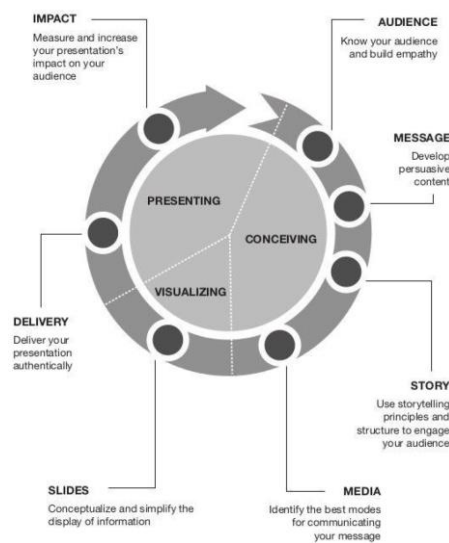 IMPACT
Measure and increase
your presentation's
impact on your
audience
AUDIENCE
Know your audience
and build empathy
MESSAGE
Develop
persuasive
content
PRESENTING
CONCEIVING
VISUALIZING
DELIVERY
Deliver your
presentation
authentically
STORY
Use storytelling
principles and
structure to engage
your audience
SLIDES
Conceptualize and simplify the
display of information
MEDIA
Identify the best modes
for communicating
your message